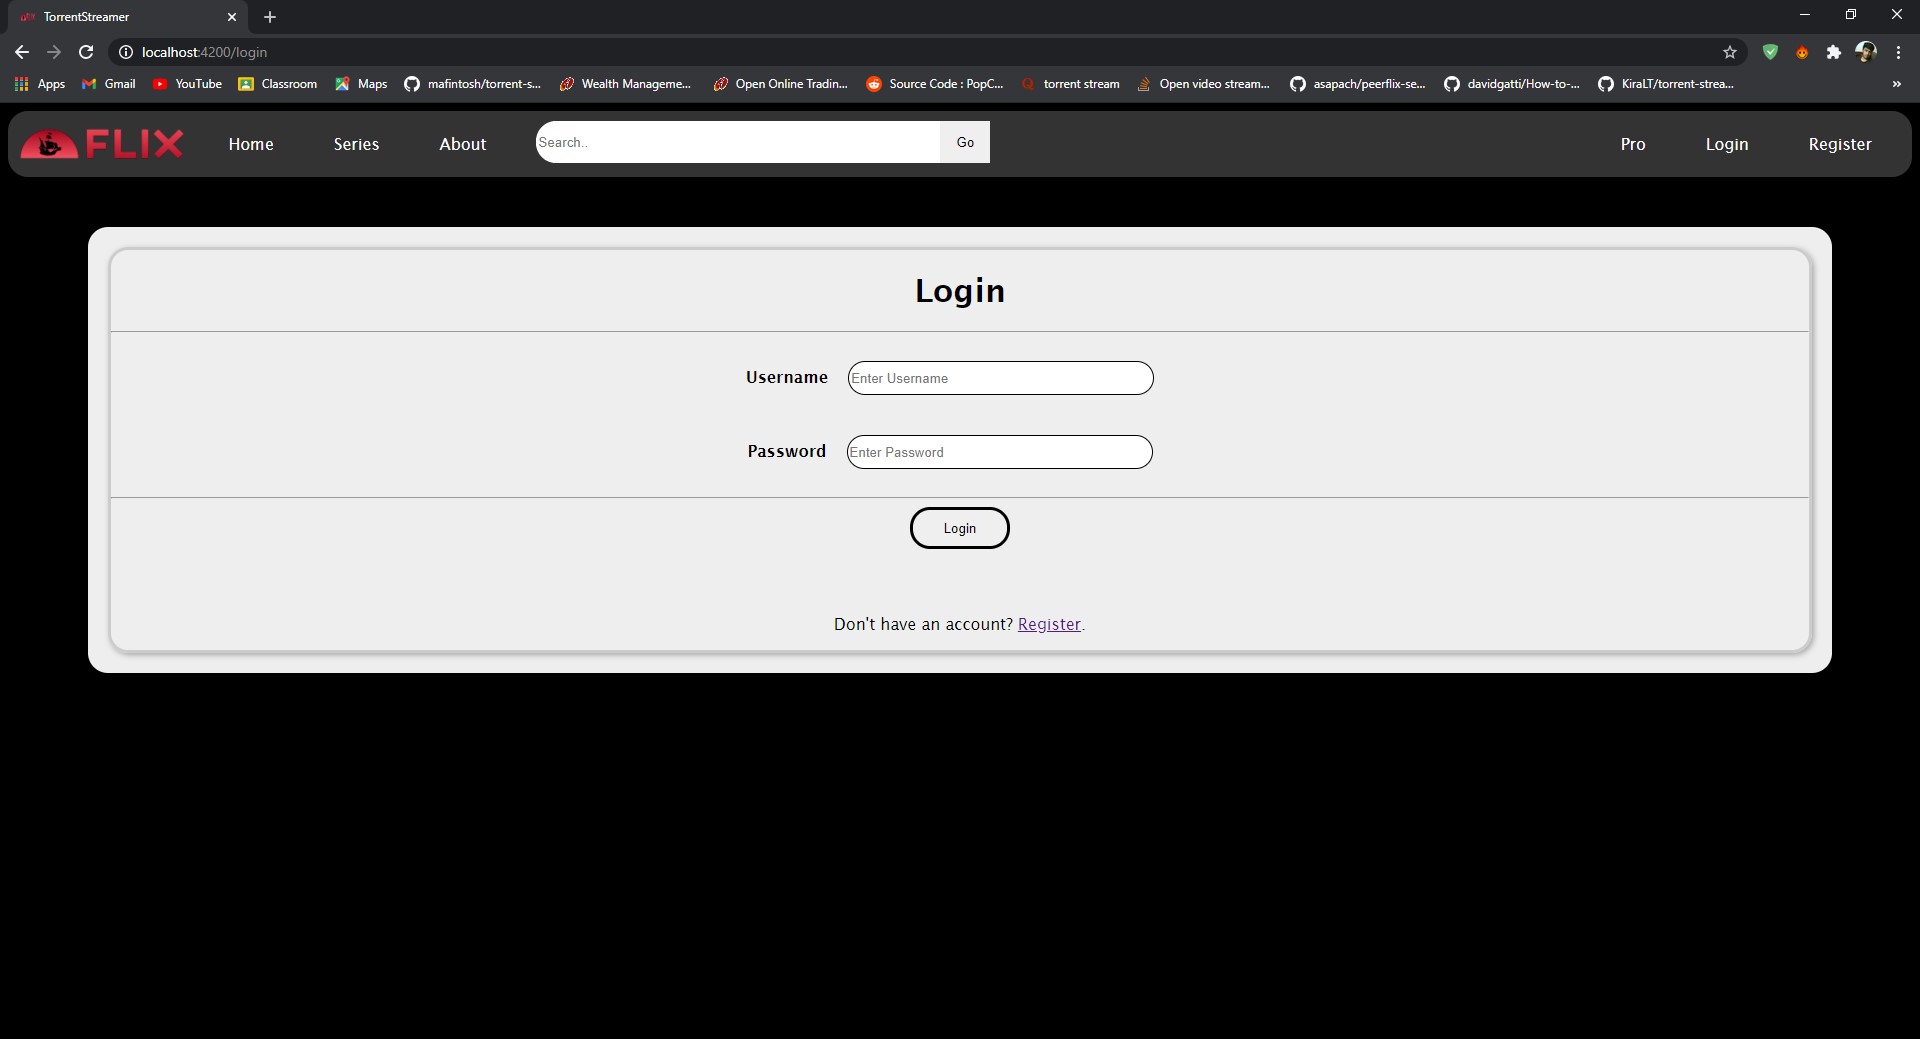 TorrentStreamer
localhost:4200/login
Apps Gmail YouTube Classroom Maps mafintosh/torrent-s... Wealth Manageme... Open Online Tradin... Source Code : PopC... torrent stream Open video stream... asapach/peerflix-se... davidgatti/How-to-... KiraLT/torrent-strea... »
FLIX Home Series About Search.. Go Pro Login Register
Login
Username Enter Username
Password Enter Password
Login
Don't have an account? Register.